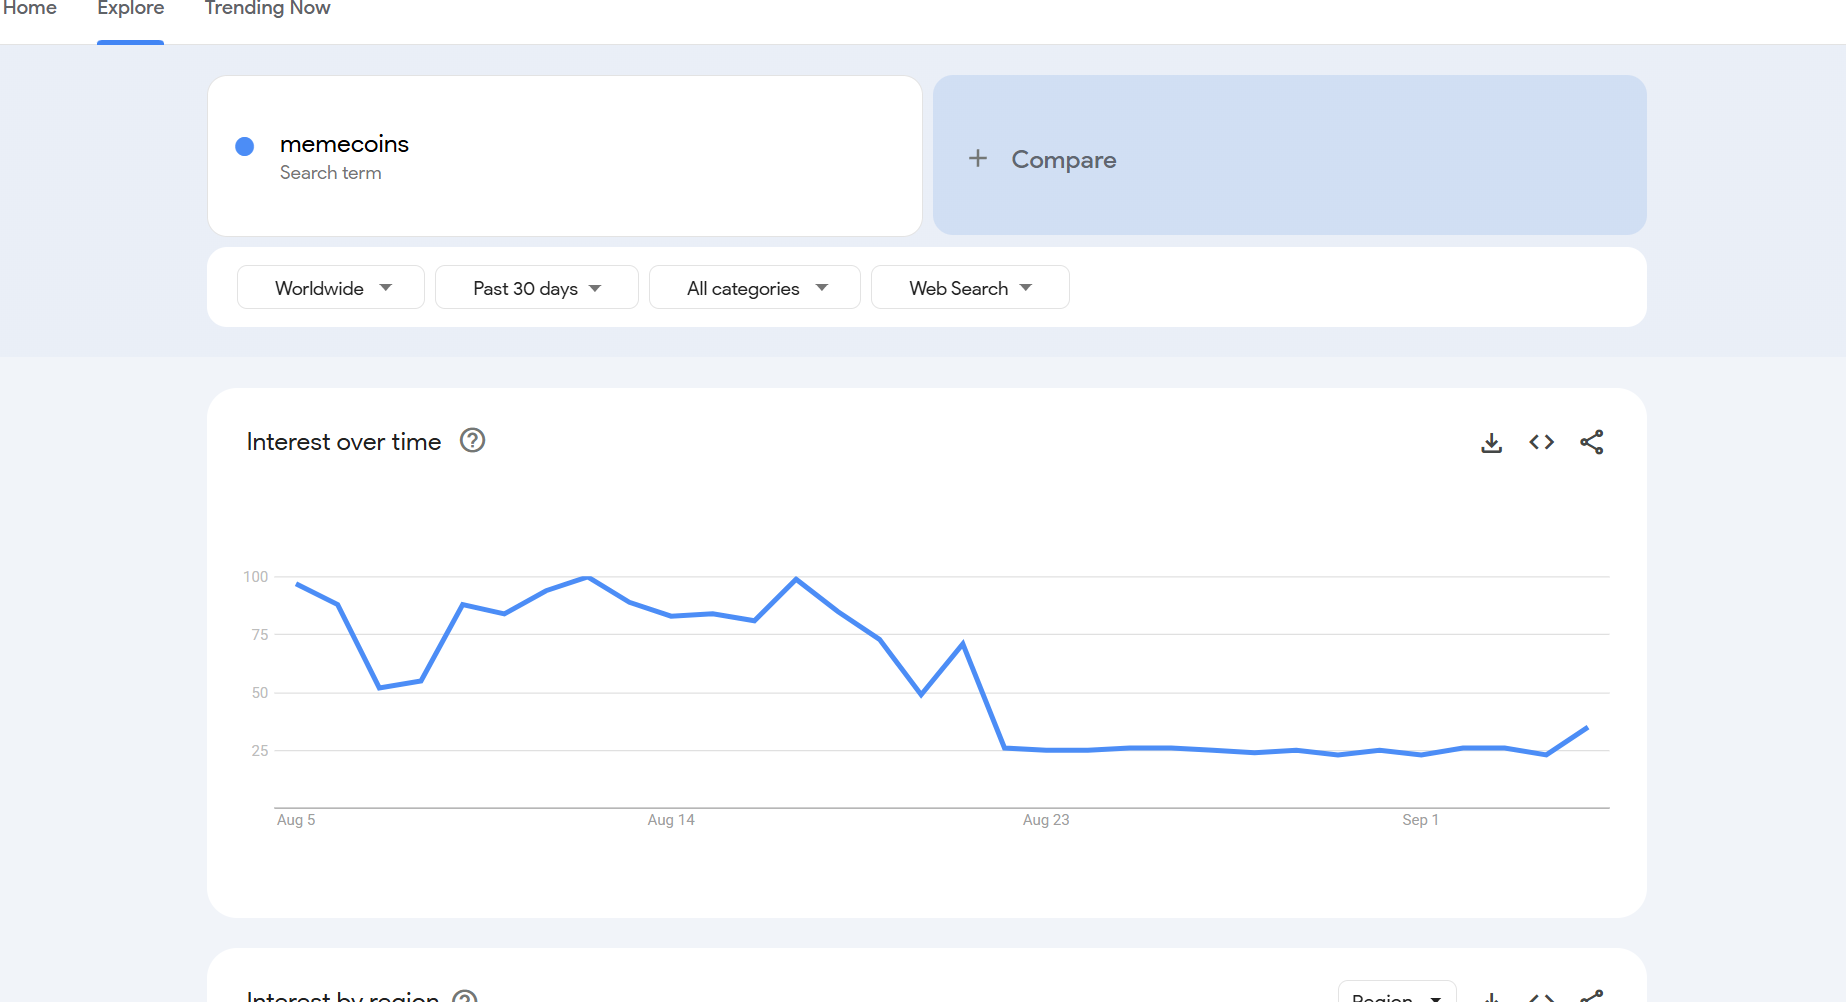 Home Explore Trending Now
memecoins
Search term
+ Compare
Worldwide Past 30 days All categories Web Search
Interest over time ?
100
75
50
25
Aug 5 Aug 14 Aug 23 Sep 1
Interest by region ? Region